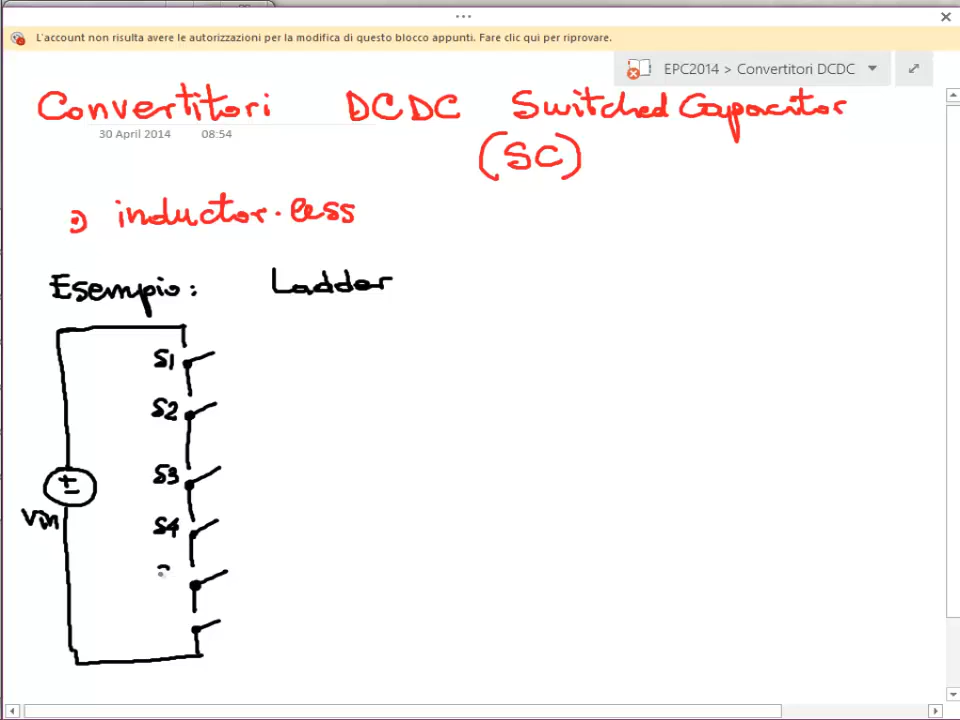 L'account non risulta avere le autorizzazioni per la modifica di questo blocco appunti. Fare clic qui per riprovare.
EPC2014 > Convertitori DCDC
Convertitori DCDC Switched Capacitor
30 April 2014 08:54
(SC)
inductor-less
Esempio: Ladder
S1
S2
S3
Vin
S4